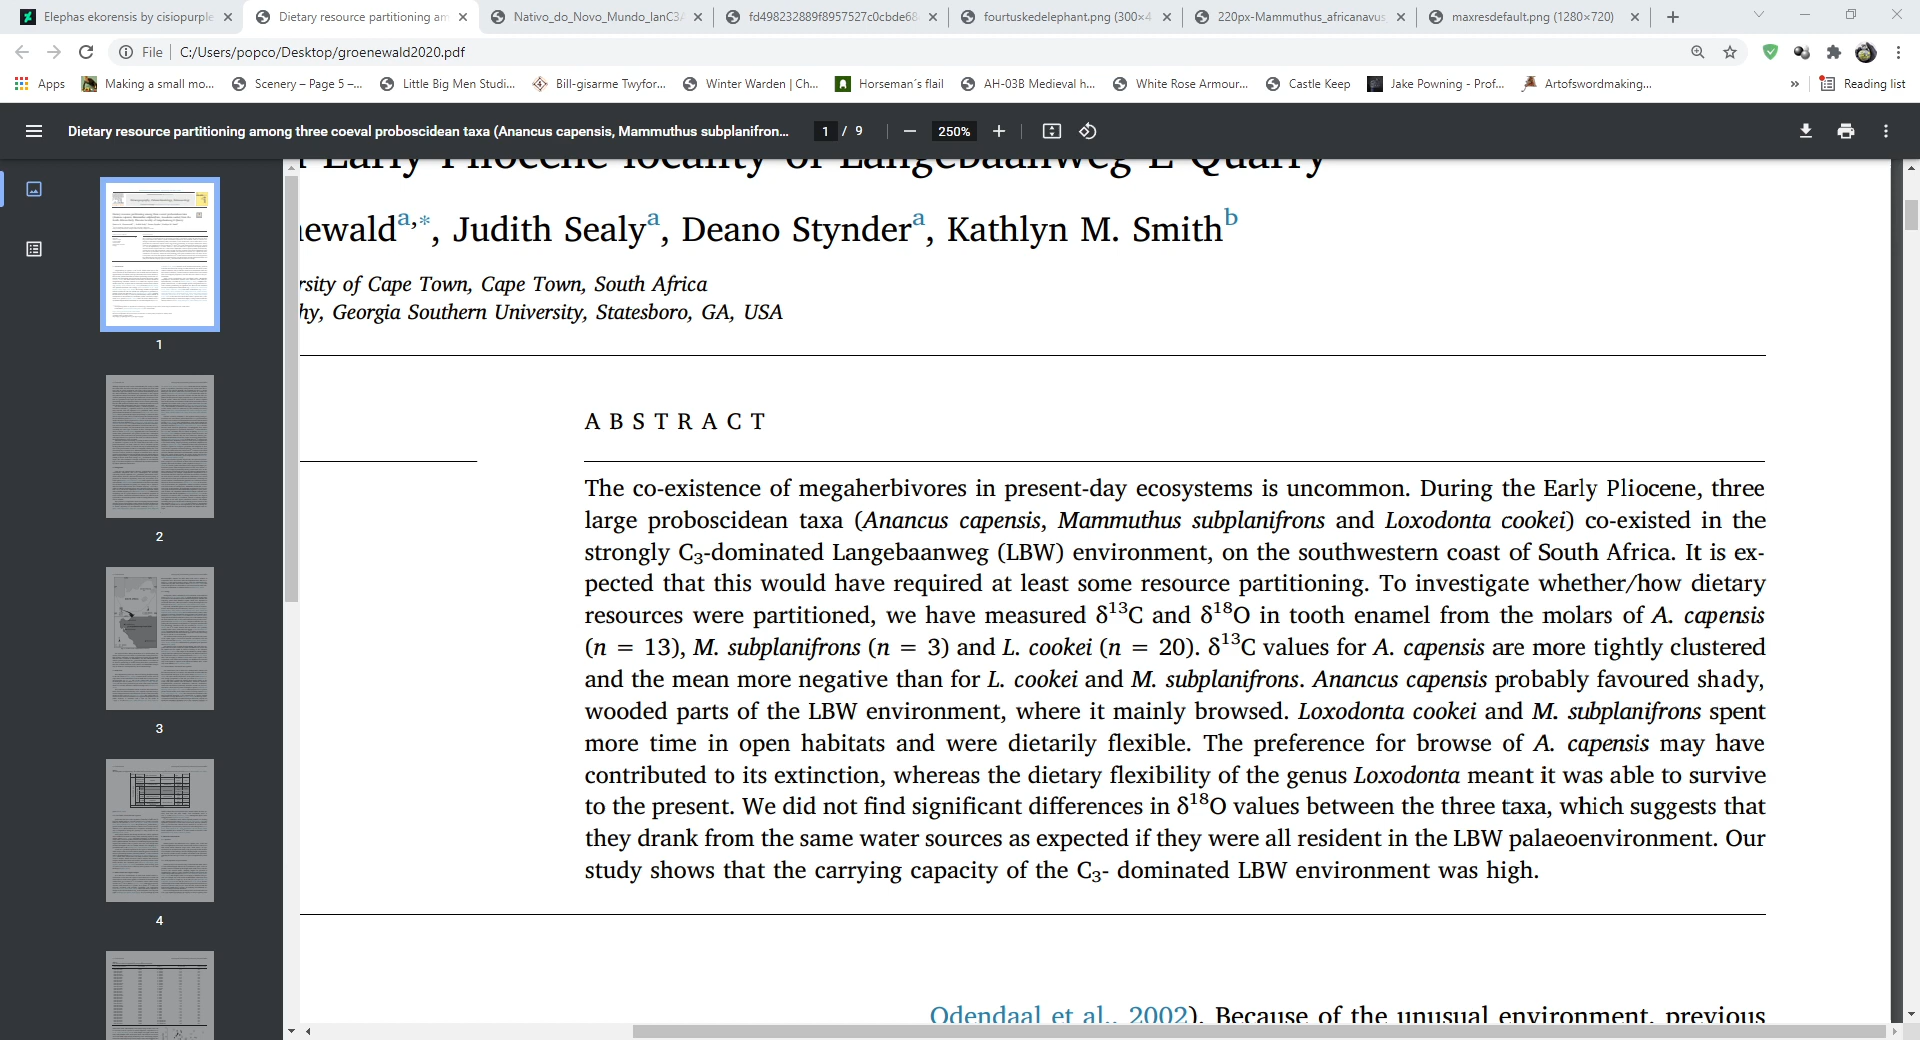 Elephas ekorensis by cisiopurple
Dietary resource partitioning am
Nativo_do_Novo_Mundo_lanC3/
fd498232889f8957527c0cbde68
fourtuskedelephant.png (300×4
220px-Mammuthus_africanavus
maxresdefault.png (1280×720)
File C:/Users/popco/Desktop/groenewald2020.pdf
Apps
Making a small mo...
Scenery – Page 5 –...
Little Big Men Studi...
Bill-gisarme Twyfor...
Winter Warden | Ch...
Horseman´s flail
AH-03B Medieval h...
White Rose Armour...
Castle Keep
Jake Powning - Prof...
Artofswordmaking...
»
Reading list
Dietary resource partitioning among three coeval proboscidean taxa (Anancus capensis, Mammuthus subplanifron...
1 / 9
250%
1
2
3
4
Early Pliocene locality of Langebaanweg E Quarry
ewaldᵃ,*, Judith Sealyᵃ, Deano Stynderᵃ, Kathlyn M. Smithᵇ
rsity of Cape Town, Cape Town, South Africa
hy, Georgia Southern University, Statesboro, GA, USA
ABSTRACT
The co-existence of megaherbivores in present-day ecosystems is uncommon. During the Early Pliocene, three
large proboscidean taxa (Anancus capensis, Mammuthus subplanifrons and Loxodonta cookei) co-existed in the
strongly C₃-dominated Langebaanweg (LBW) environment, on the southwestern coast of South Africa. It is ex-
pected that this would have required at least some resource partitioning. To investigate whether/how dietary
resources were partitioned, we have measured δ¹³C and δ¹⁸O in tooth enamel from the molars of A. capensis
(n = 13), M. subplanifrons (n = 3) and L. cookei (n = 20). δ¹³C values for A. capensis are more tightly clustered
and the mean more negative than for L. cookei and M. subplanifrons. Anancus capensis probably favoured shady,
wooded parts of the LBW environment, where it mainly browsed. Loxodonta cookei and M. subplanifrons spent
more time in open habitats and were dietarily flexible. The preference for browse of A. capensis may have
contributed to its extinction, whereas the dietary flexibility of the genus Loxodonta meant it was able to survive
to the present. We did not find significant differences in δ¹⁸O values between the three taxa, which suggests that
they drank from the same water sources as expected if they were all resident in the LBW palaeoenvironment. Our
study shows that the carrying capacity of the C₃- dominated LBW environment was high.
Odendaal et al., 2002). Because of the unusual environment, previous